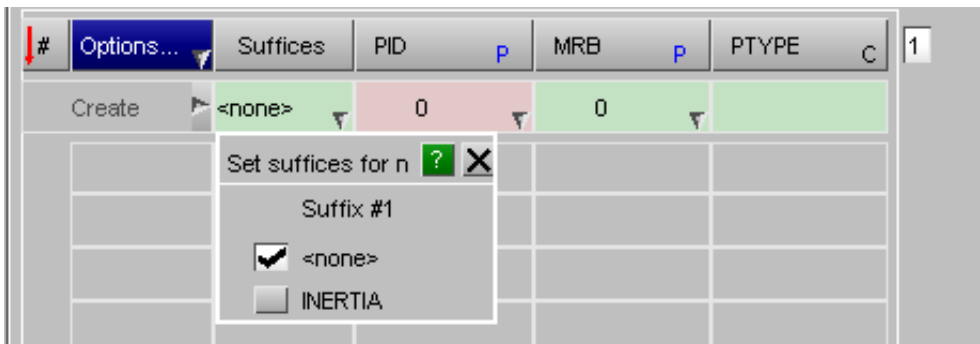 # Options... Suffices PID P MRB P PTYPE C 1
Create <none> 0 0
Set suffices for n ? X
Suffix #1
<none>
INERTIA